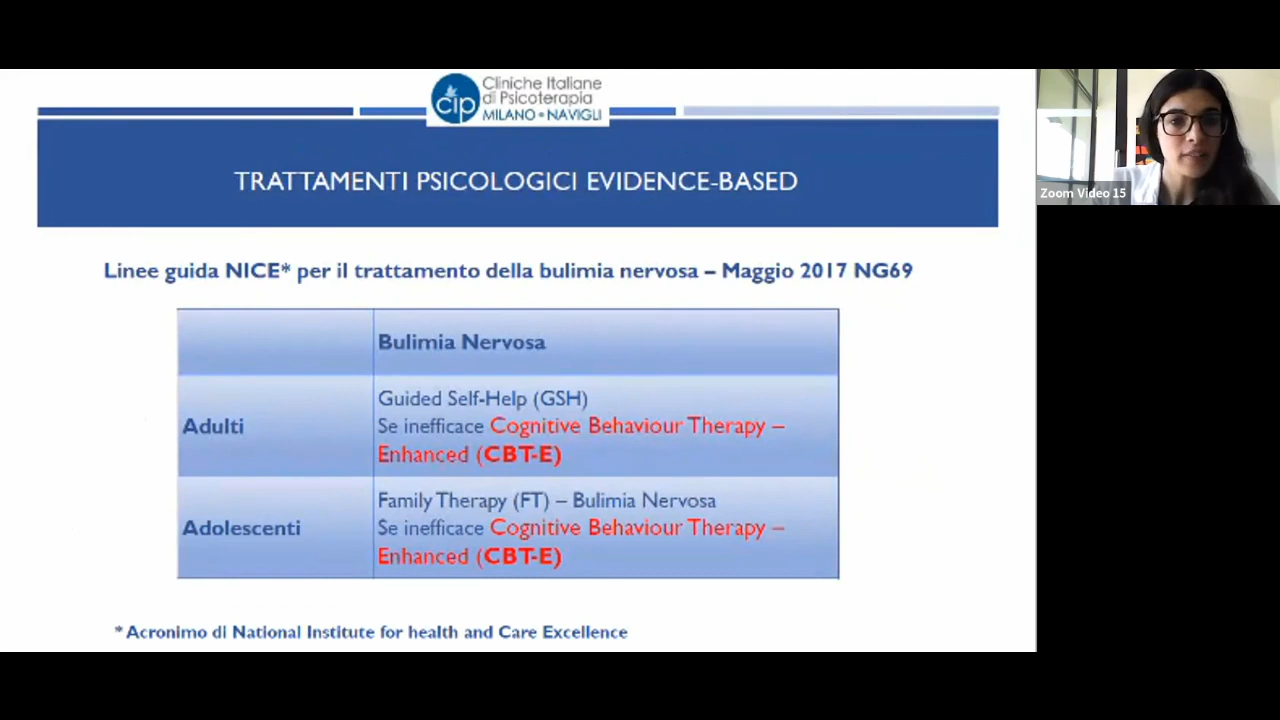 cip
Cliniche Italiane
di Psicoterapia
MILANO • NAVIGLI
TRATTAMENTI PSICOLOGICI EVIDENCE-BASED
Linee guida NICE* per il trattamento della bulimia nervosa – Maggio 2017 NG69
Bulimia Nervosa
Adulti
Guided Self-Help (GSH)
Se inefficace Cognitive Behaviour Therapy –
Enhanced (CBT-E)
Adolescenti
Family Therapy (FT) – Bulimia Nervosa
Se inefficace Cognitive Behaviour Therapy –
Enhanced (CBT-E)
* Acronimo di National Institute for health and Care Excellence
Zoom Video 15